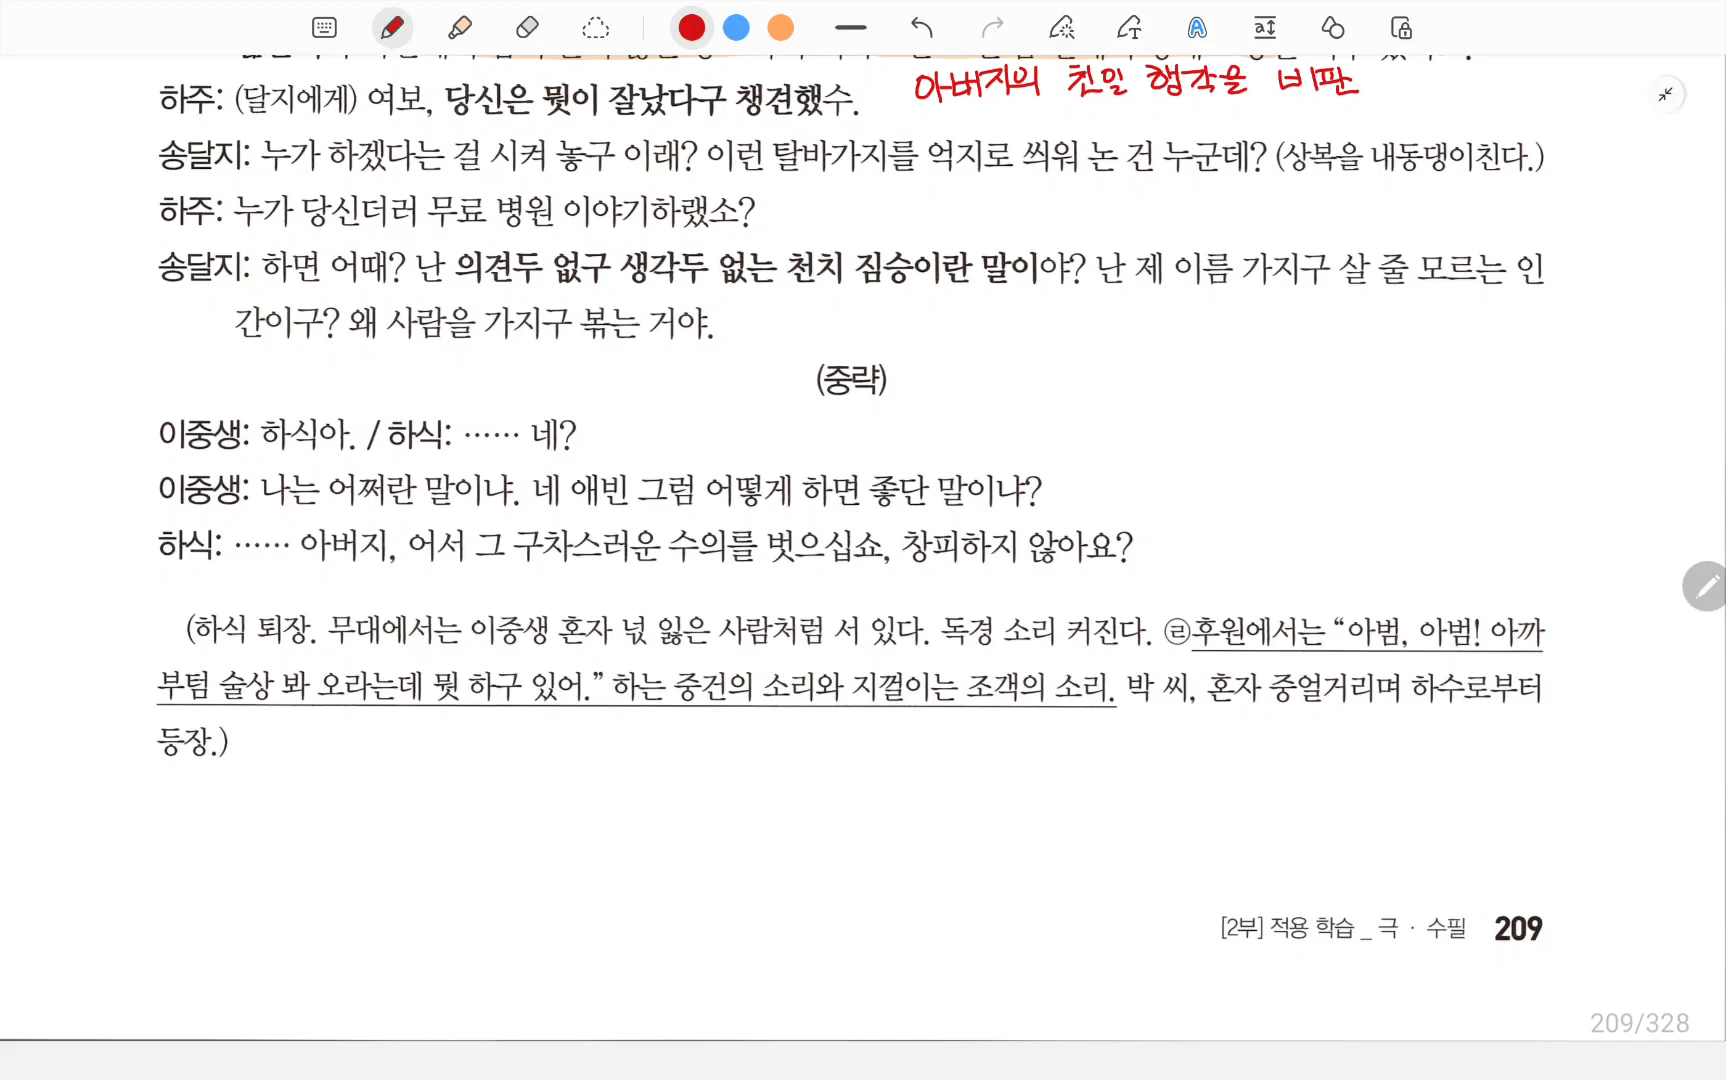 아버지의 친일 행각을 비판
하주: (달지에게) 여보, 당신은 뭣이 잘났다구 챙견했수.
송달지: 누가 하겠다는 걸 시켜 놓구 이래? 이런 탈바가지를 억지로 씌워 논 건 누군데? (상복을 내동댕이친다.)
하주: 누가 당신더러 무료 병원 이야기하랬소?
송달지: 하면 어때? 난 의견두 없구 생각두 없는 천치 짐승이란 말이야? 난 제 이름 가지구 살 줄 모르는 인
간이구? 왜 사람을 가지구 볶는 거야.
(중략)
이중생: 하식아. / 하식: …… 네?
이중생: 나는 어쩌란 말이냐. 네 애빈 그럼 어떻게 하면 좋단 말이냐?
하식: …… 아버지, 어서 그 구차스러운 수의를 벗으십쇼, 창피하지 않아요?
(하식 퇴장. 무대에서는 이중생 혼자 넋 잃은 사람처럼 서 있다. 독경 소리 커진다. ㉣후원에서는 “아범, 아범! 아까
부텀 술상 봐 오라는데 뭣 하구 있어.” 하는 중건의 소리와 지껄이는 조객의 소리. 박 씨, 혼자 중얼거리며 하수로부터
등장.)
[2부] 적용 학습 _ 극 · 수필 209
209/328